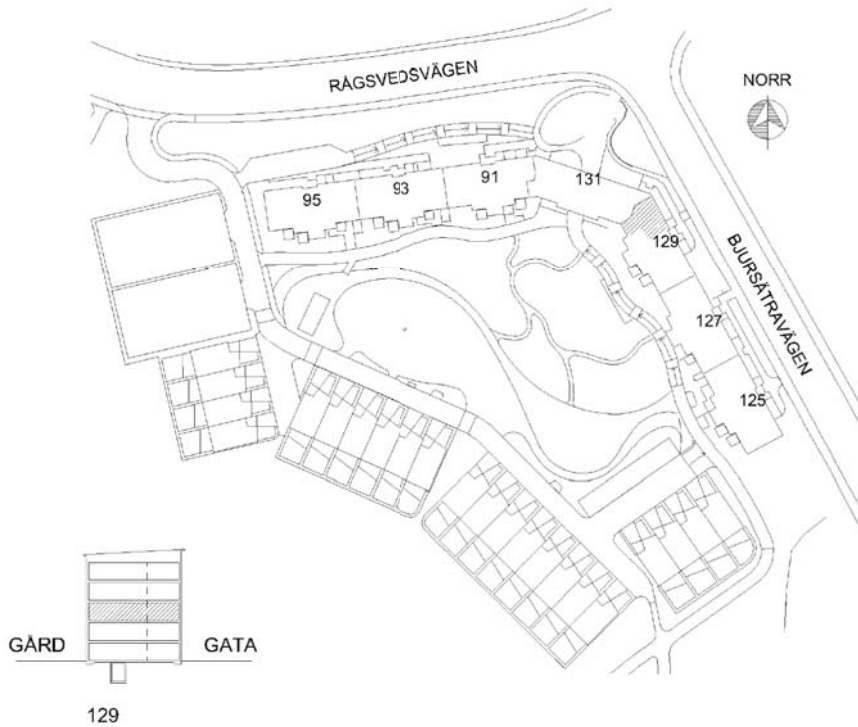 RÅGSVEDSVÄGEN
NORR
95
93
91
131
129
BJURSÄTRAVÄGEN
127
125
GÅRD
GATA
129